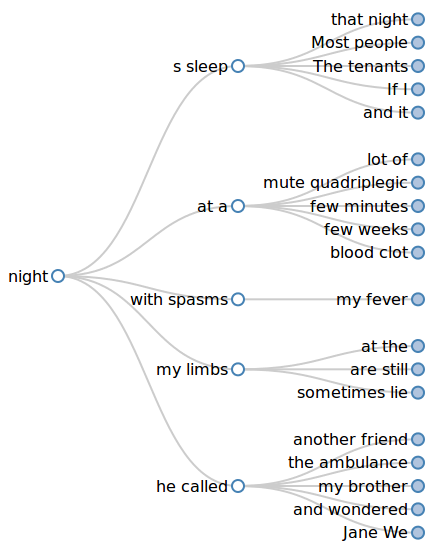 that night
Most people
s sleep
The tenants
If I
and it
lot of
mute quadriplegic
at a
few minutes
few weeks
blood clot
night
with spasms
my fever
at the
my limbs
are still
sometimes lie
another friend
the ambulance
he called
my brother
and wondered
Jane We